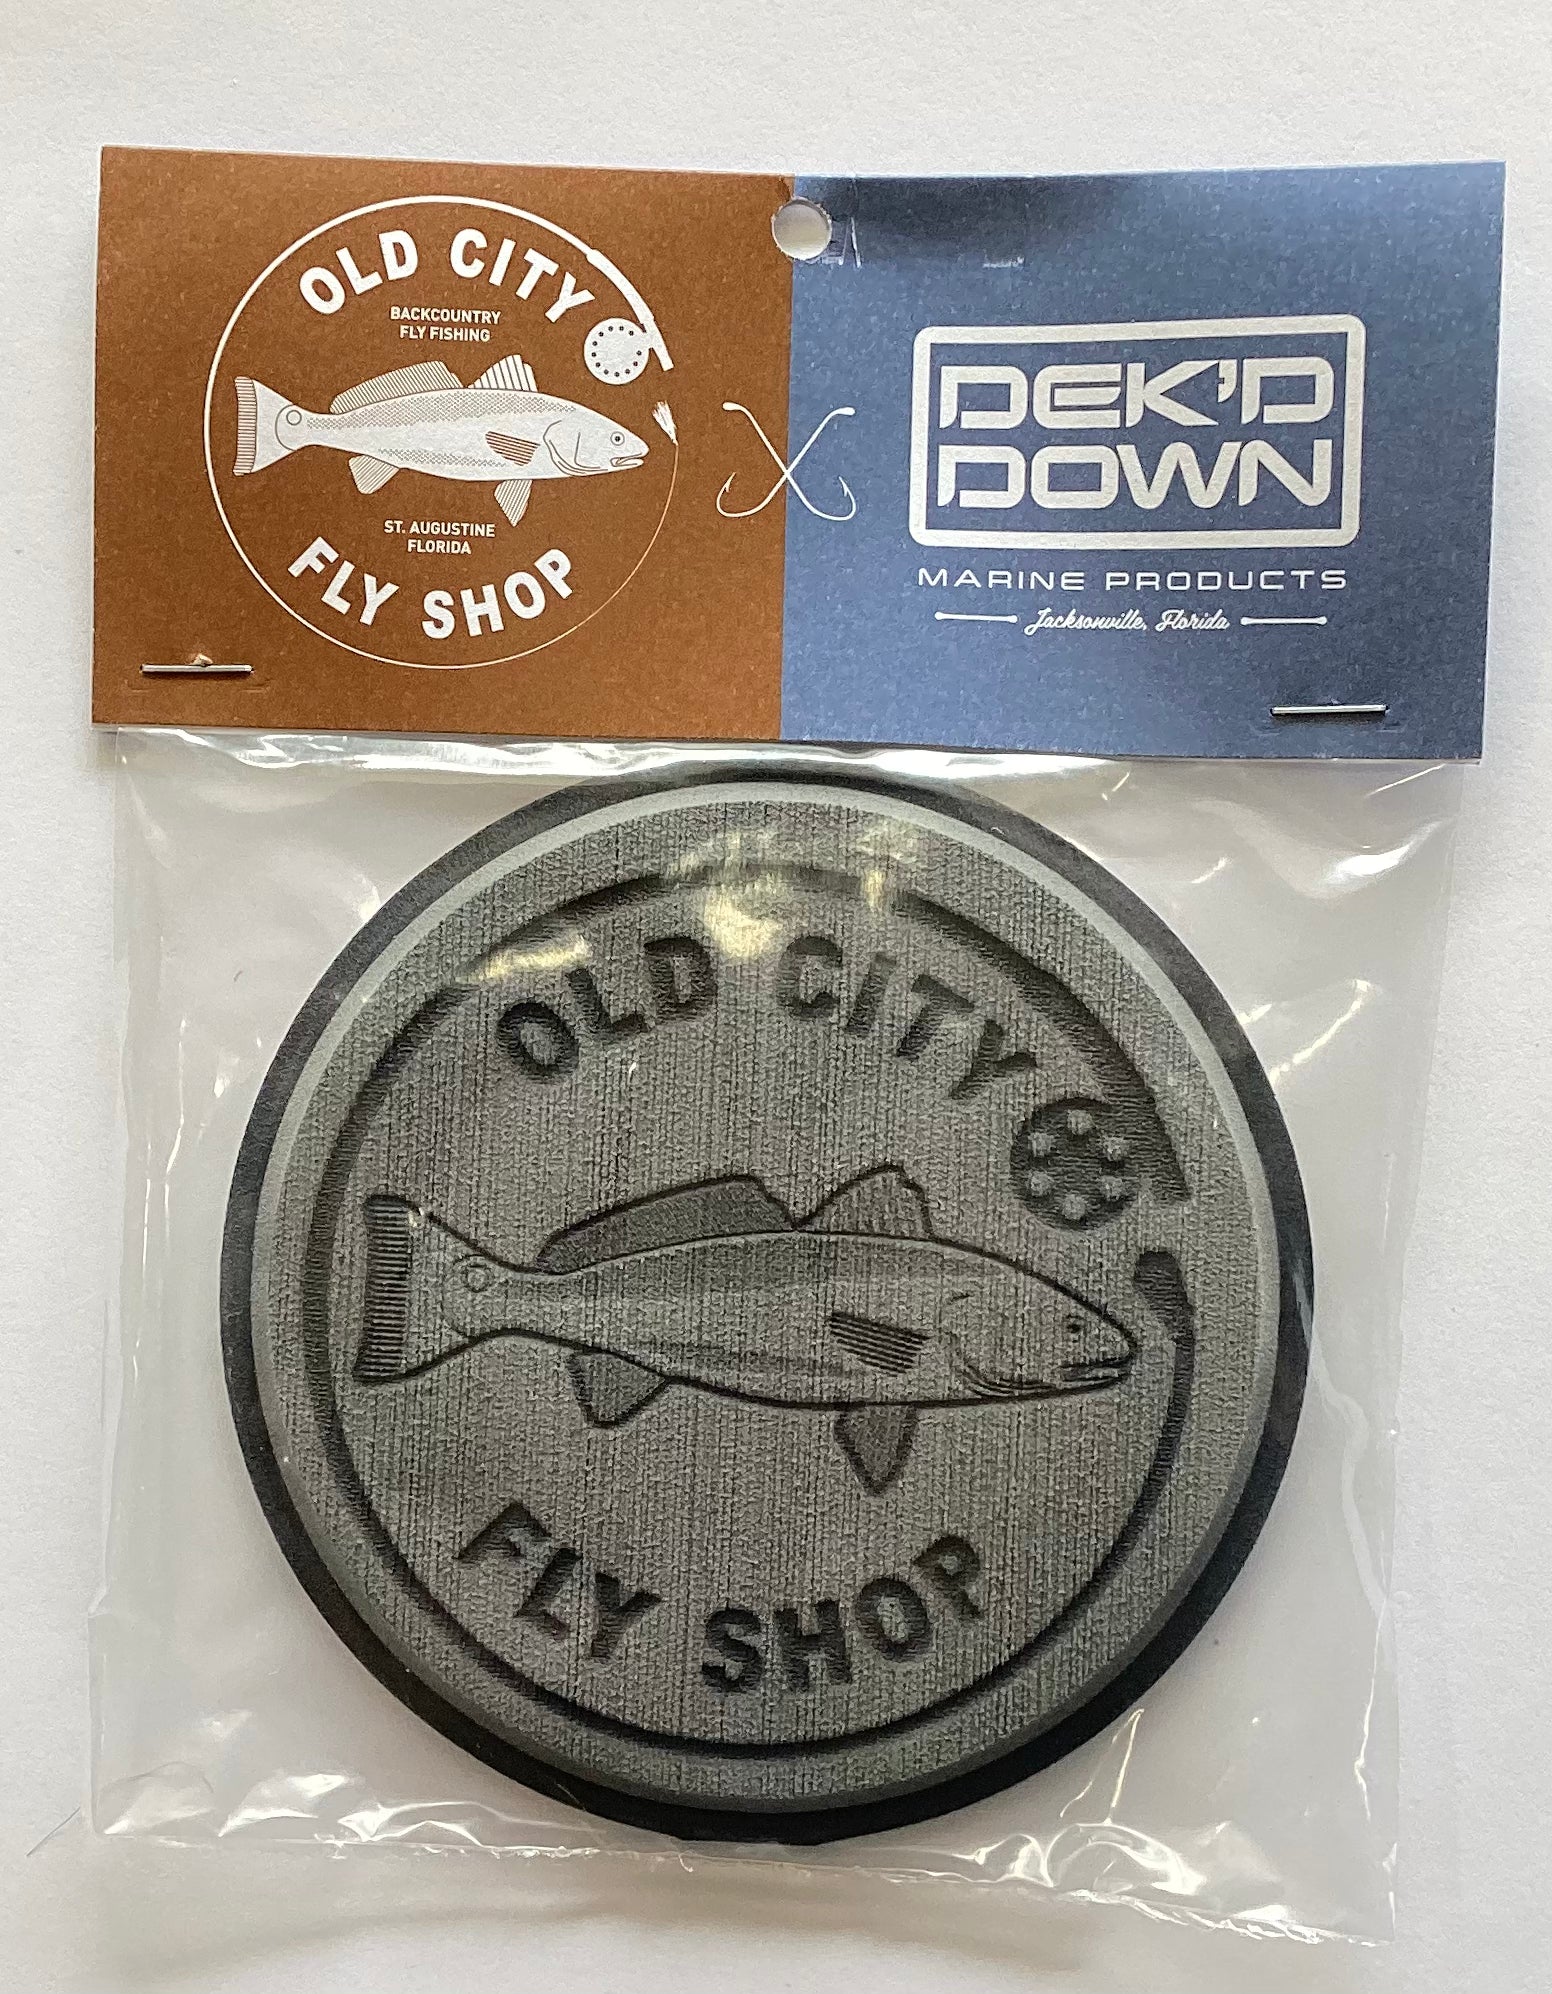 OLD CITY
BACKCOUNTRY
FLY FISHING
ST. AUGUSTINE
FLORIDA
FLY SHOP
DEK'D
DOWN
MARINE PRODUCTS
Jacksonville, Florida
OLD CITY
FLY SHOP